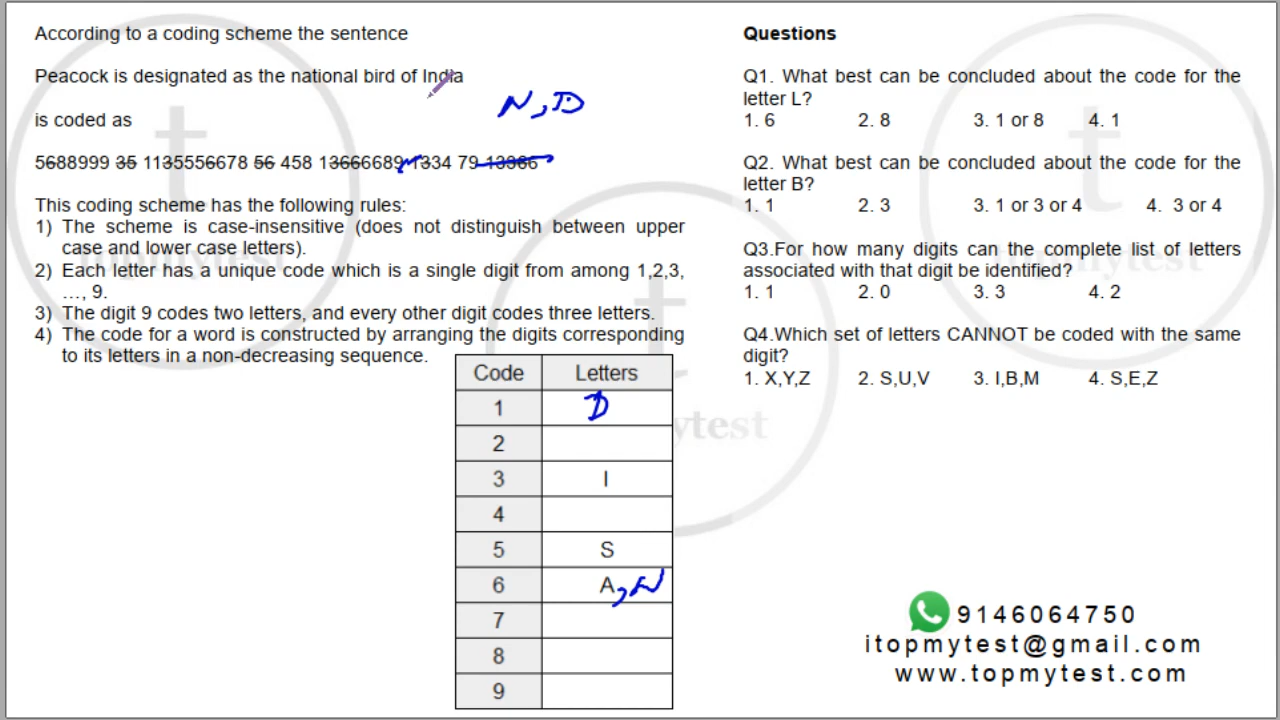 According to a coding scheme the sentence
Peacock is designated as the national bird of India
N, D
is coded as
5688999 35 1135556678 56 458 13666689 1334 79 13366
This coding scheme has the following rules:
1) The scheme is case-insensitive (does not distinguish between upper
case and lower case letters).
2) Each letter has a unique code which is a single digit from among 1,2,3,
…, 9.
3) The digit 9 codes two letters, and every other digit codes three letters.
4) The code for a word is constructed by arranging the digits corresponding
to its letters in a non-decreasing sequence.
Code Letters
1 D
2
3 I
4
5 S
6 A, N
7
8
9
Questions
Q1. What best can be concluded about the code for the
letter L?
1. 6 2. 8 3. 1 or 8 4. 1
Q2. What best can be concluded about the code for the
letter B?
1. 1 2. 3 3. 1 or 3 or 4 4. 3 or 4
Q3.For how many digits can the complete list of letters
associated with that digit be identified?
1. 1 2. 0 3. 3 4. 2
Q4.Which set of letters CANNOT be coded with the same
digit?
1. X,Y,Z 2. S,U,V 3. I,B,M 4. S,E,Z
9146064750
itopmytest@gmail.com
www.topmytest.com